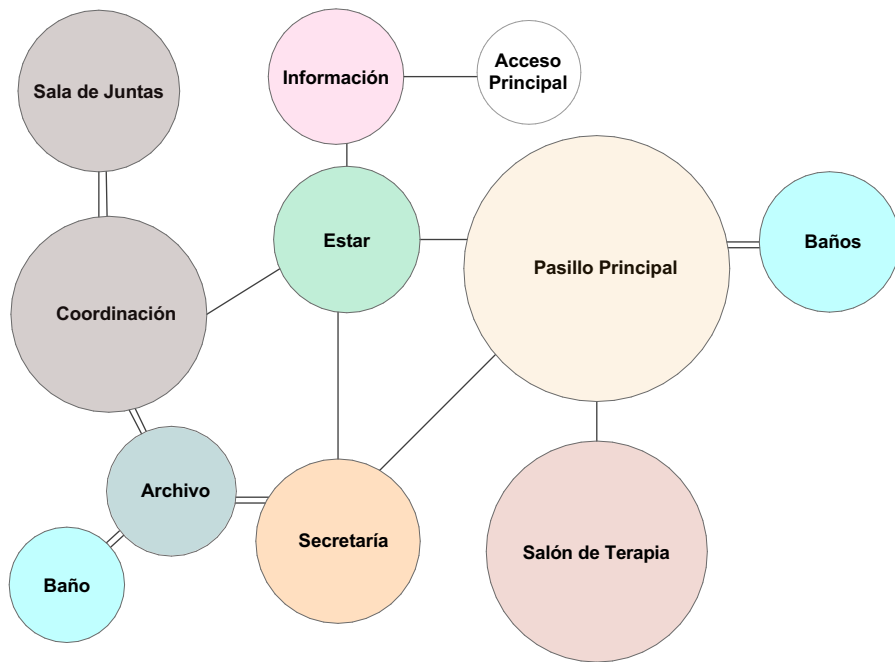 Acceso
Principal
Información
Sala de Juntas
Estar
Baños
Pasillo Principal
Coordinación
Archivo
Secretaría
Salón de Terapia
Baño